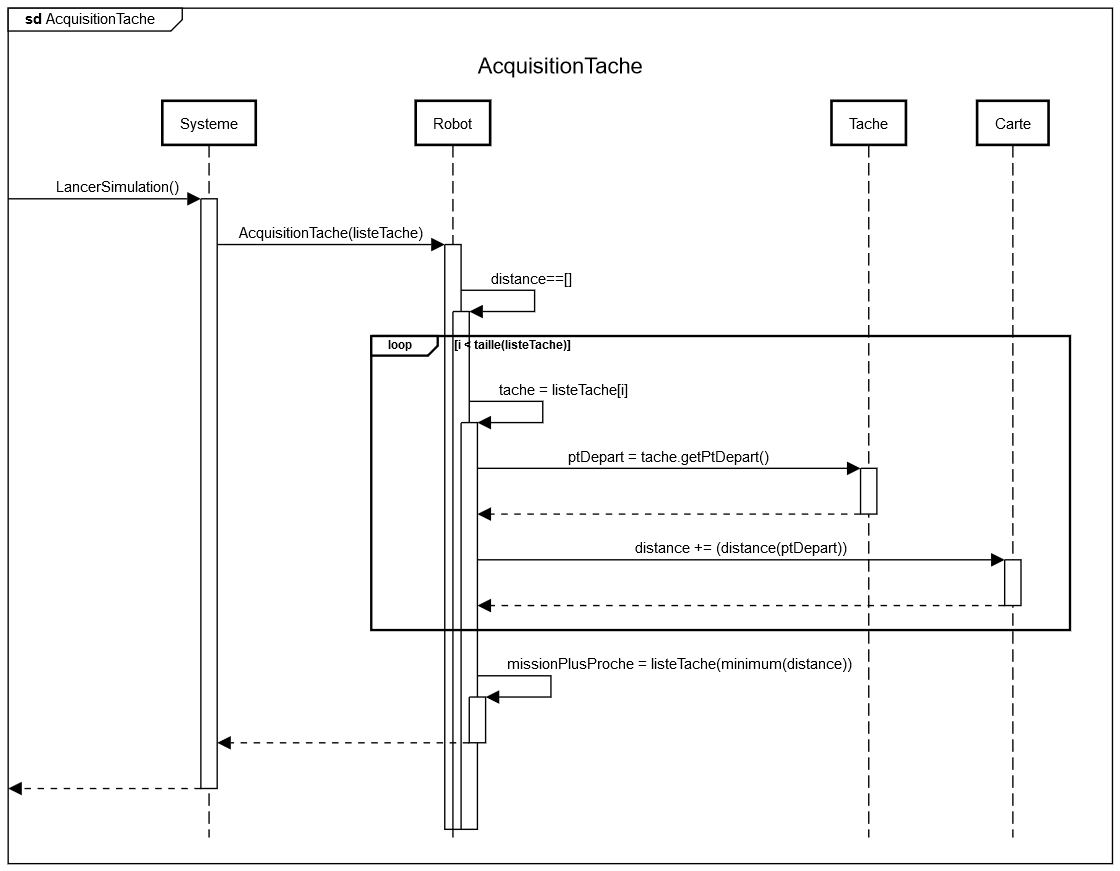 sd AcquisitionTache
AcquisitionTache
Systeme
Robot
Tache
Carte
LancerSimulation()
AcquisitionTache(listeTache)
distance==[]
loop
[i < taille(listeTache)]
tache = listeTache[i]
ptDepart = tache.getPtDepart()
distance += (distance(ptDepart))
missionPlusProche = listeTache(minimum(distance))